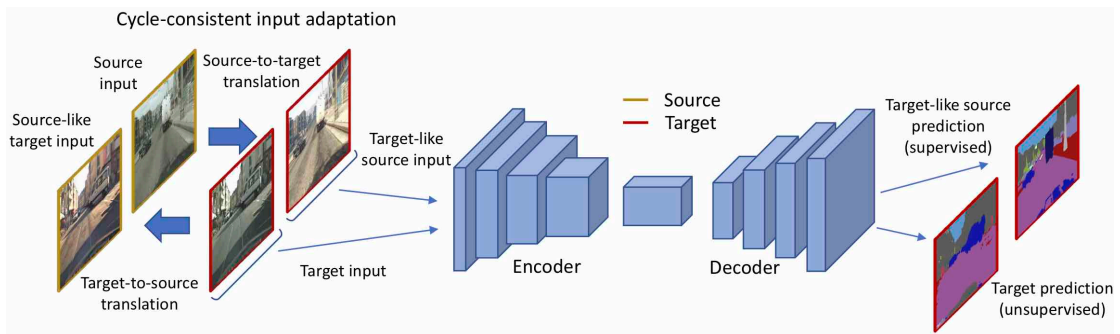 Cycle-consistent input adaptation
Source
input
Source-to-target
translation
Source-like
target input
Target-like
source input
Target-to-source
translation
Target input
Encoder
Decoder
Source
Target
Target-like source
prediction
(supervised)
Target prediction
(unsupervised)